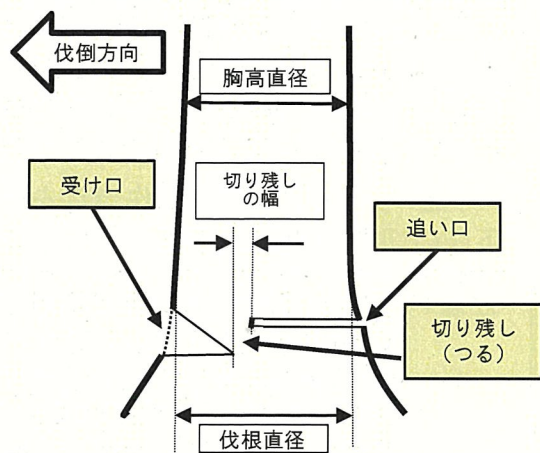 伐倒方向
胸高直径
受け口
切り残し
の幅
追い口
切り残し
(つる)
伐根直径